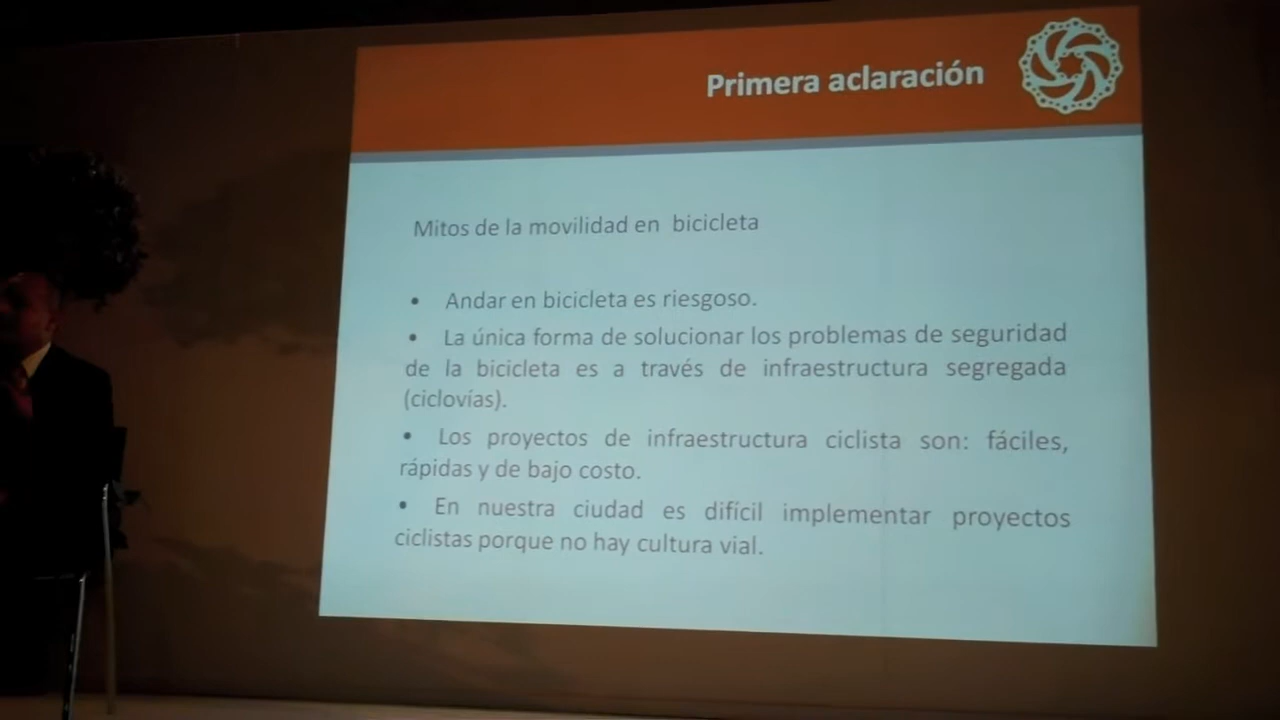 Primera aclaración
Mitos de la movilidad en bicicleta
• Andar en bicicleta es riesgoso.
• La única forma de solucionar los problemas de seguridad
de la bicicleta es a través de infraestructura segregada
(ciclovías).
• Los proyectos de infraestructura ciclista son: fáciles,
rápidas y de bajo costo.
• En nuestra ciudad es difícil implementar proyectos
ciclistas porque no hay cultura vial.